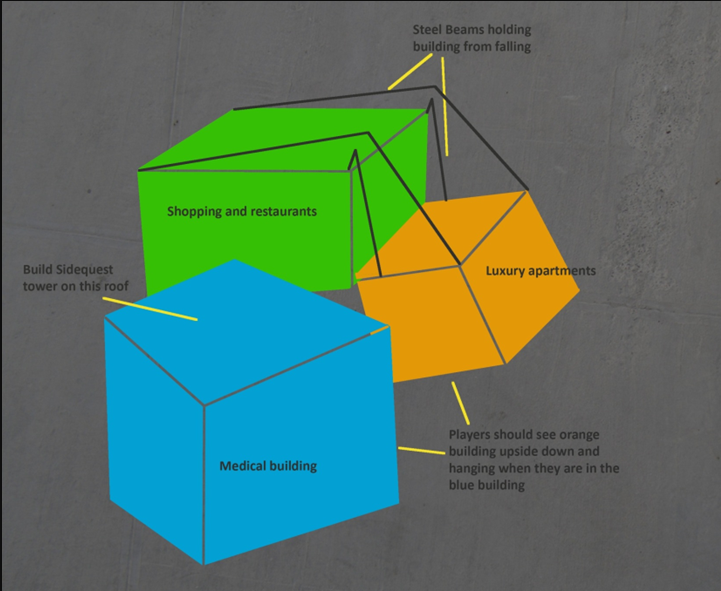 Steel Beams holding
building from falling
Shopping and restaurants
Build Sidequest
tower on this roof
Luxury apartments
Players should see orange
building upside down and
hanging when they are in the
blue building
Medical building